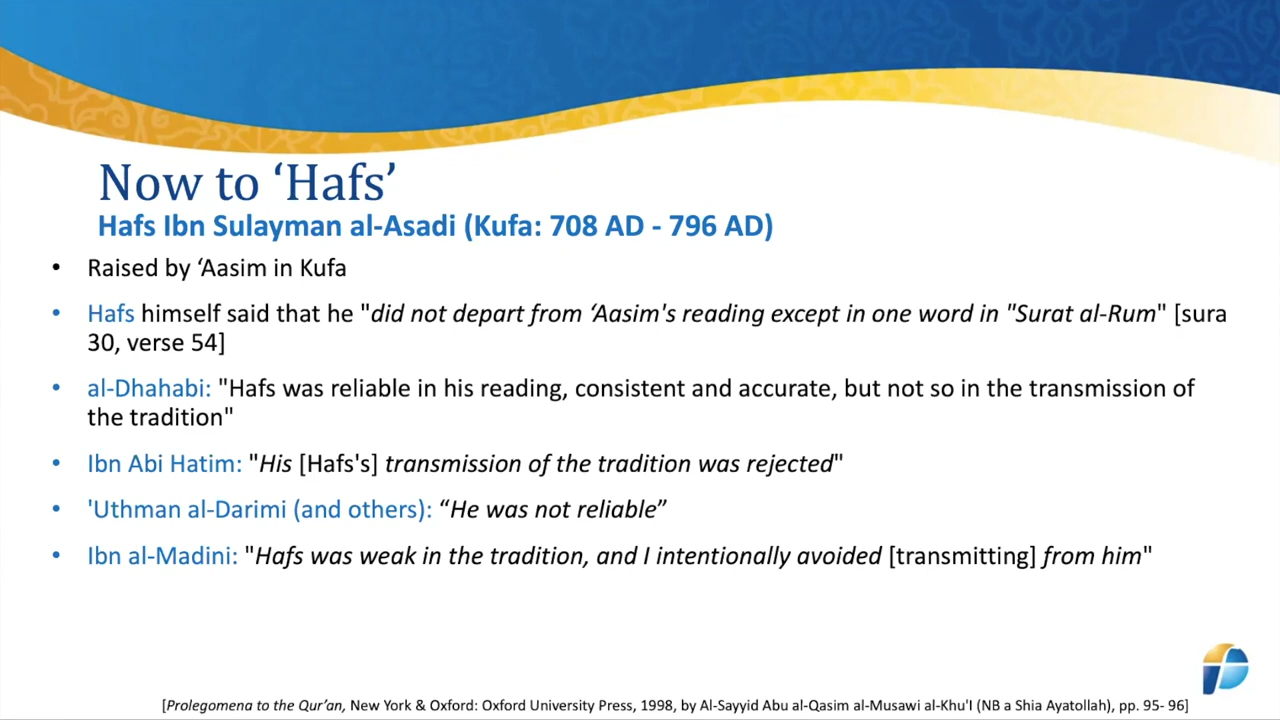 Now to ‘Hafs’
Hafs Ibn Sulayman al-Asadi (Kufa: 708 AD - 796 AD)
• Raised by ‘Aasim in Kufa
• Hafs himself said that he "did not depart from ‘Aasim's reading except in one word in "Surat al-Rum" [sura
30, verse 54]
• al-Dhahabi: "Hafs was reliable in his reading, consistent and accurate, but not so in the transmission of
the tradition"
• Ibn Abi Hatim: "His [Hafs's] transmission of the tradition was rejected"
• 'Uthman al-Darimi (and others): “He was not reliable”
• Ibn al-Madini: "Hafs was weak in the tradition, and I intentionally avoided [transmitting] from him"
[Prolegomena to the Qur’an, New York & Oxford: Oxford University Press, 1998, by Al-Sayyid Abu al-Qasim al-Musawi al-Khu'I (NB a Shia Ayatollah), pp. 95- 96]